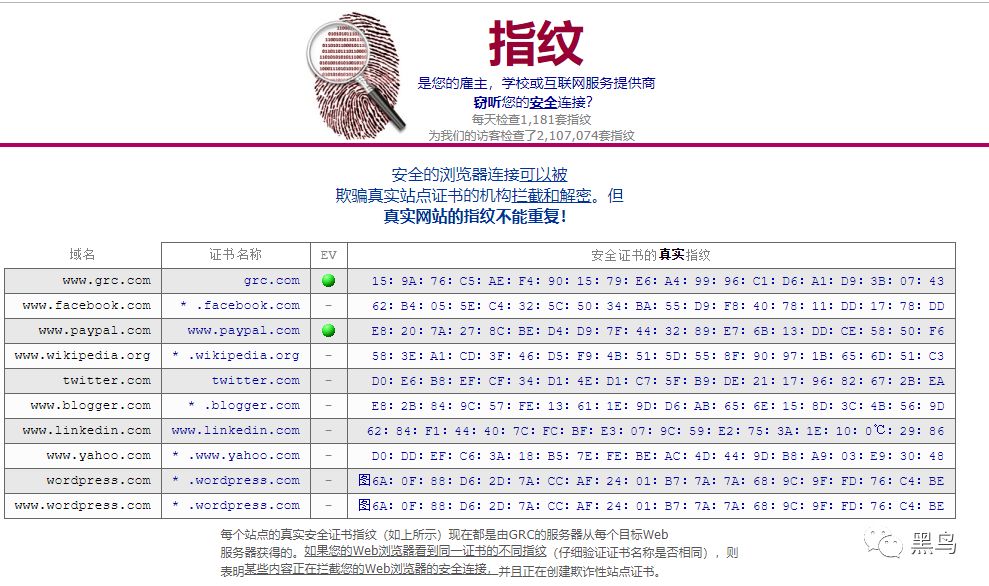 指纹
是您的雇主，学校或互联网服务提供商
窃听您的安全连接?
每天检查1,181套指纹
为我们的访客检查了2,107,074套指纹
安全的浏览器连接可以被
欺骗真实站点证书的机构拦截和解密。但
真实网站的指纹不能重复!
域名 证书名称 EV 安全证书的真实指纹
www.grc.com grc.com 15: 9A: 76: C5: AE: F4: 90: 15: 79: E6: A4: 99: 96: C1: D6: A1: D9: 3B: 07: 43
www.facebook.com * .facebook.com - 62: B4: 05: 5E: C4: 32: 5C: 50: 34: BA: 55: D9: F8: 40: 78: 11: DD: 17: 78: DD
www.paypal.com www.paypal.com E8: 20: 7A: 27: 8C: BE: D4: D9: 7F: 44: 32: 89: E7: 6B: 13: DD: CE: 58: 50: F6
www.wikipedia.org * .wikipedia.org - 58: 3E: A1: CD: 3F: 46: D5: F9: 4B: 51: 5D: 55: 8F: 90: 97: 1B: 65: 6D: 51: C3
twitter.com twitter.com - D0: E6: B8: EF: CF: 34: D1: 4E: D1: C7: 5F: B9: DE: 21: 17: 96: 82: 67: 2B: EA
www.blogger.com * .blogger.com - E8: 2B: 84: 9C: 57: FE: 13: 61: 1E: 9D: D6: AB: 65: 6E: 15: 8D: 3C: 4B: 56: 9D
www.linkedin.com www.linkedin.com - 62: 84: F1: 44: 40: 7C: FC: BF: E3: 07: 9C: 59: E2: 75: 3A: 1E: 10: 0℃: 29: 86
www.yahoo.com * .www.yahoo.com - D0: DD: EF: C6: 3A: 18: B5: 7E: FE: BE: AC: 4D: 44: 9D: B8: A9: 03: E9: 30: 48
wordpress.com * .wordpress.com - 图6A: 0F: 88: D6: 2D: 7A: CC: AF: 24: 01: B7: 7A: 7A: 68: 9C: 9F: FD: 76: C4: BE
www.wordpress.com * .wordpress.com - 图6A: 0F: 88: D6: 2D: 7A: CC: AF: 24: 01: B7: 7A: 7A: 68: 9C: 9F: FD: 76: C4: BE
每个站点的真实安全证书指纹（如上所示）现在都是由GRC的服务器从每个目标Web
服务器获得的。如果您的Web浏览器看到同一证书的不同指纹（仔细验证证书名称是否相同），则
表明某些内容正在拦截您的Web浏览器的安全连接，并且正在创建欺诈性站点证书。
黑鸟